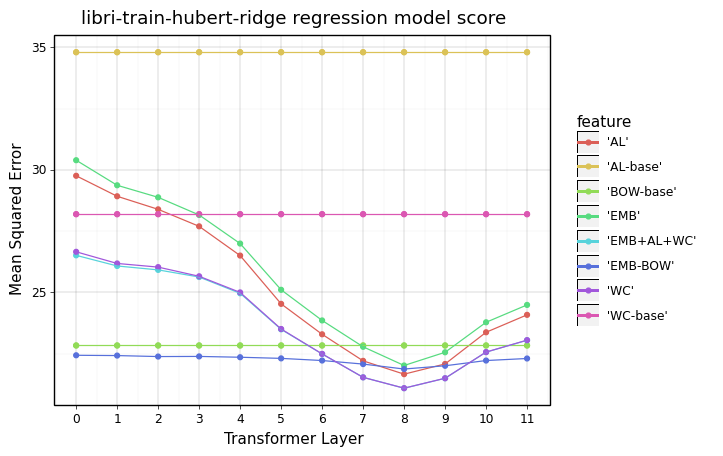 libri-train-hubert-ridge regression model score
Mean Squared Error
35
30
25
0 1 2 3 4 5 6 7 8 9 10 11
Transformer Layer
feature
'AL'
'AL-base'
'BOW-base'
'EMB'
'EMB+AL+WC'
'EMB-BOW'
'WC'
'WC-base'